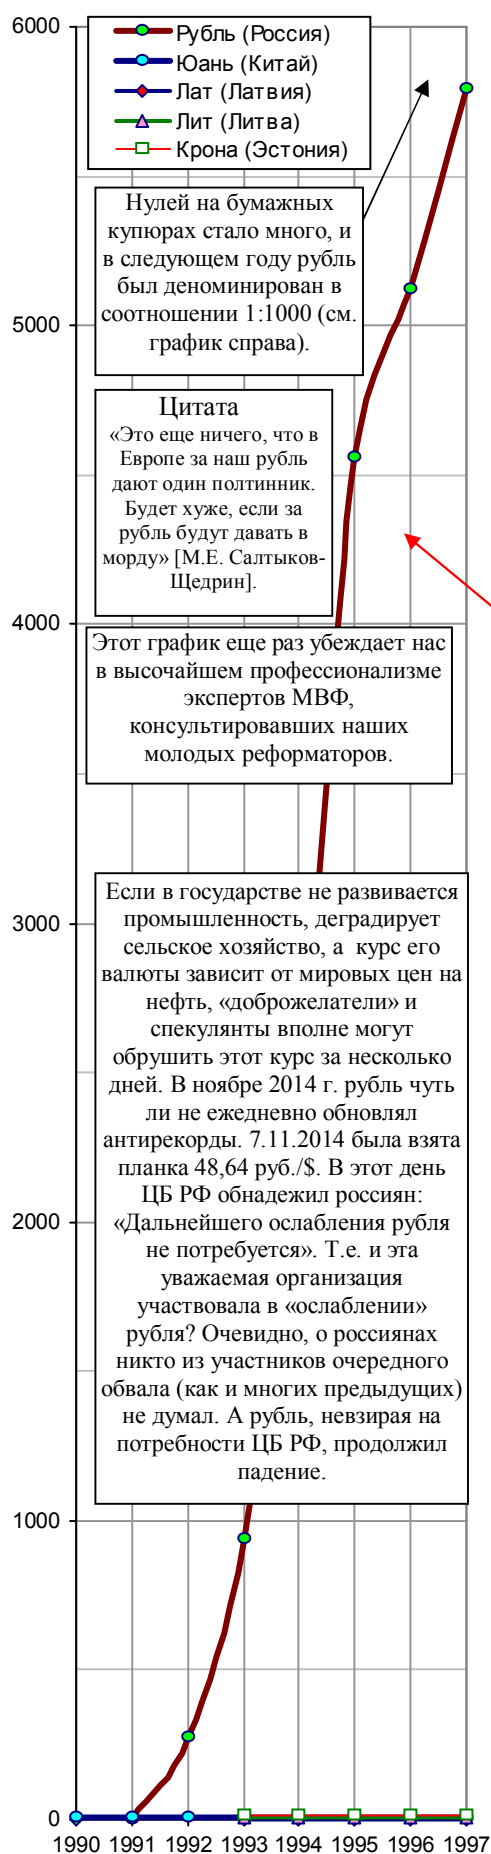 6000
Рубль (Россия)
Юань (Китай)
Лат (Латвия)
Лит (Литва)
Крона (Эстония)
Нулей на бумажных
купюрах стало много, и
в следующем году рубль
был деноминирован в
соотношении 1:1000 (см.
график справа).
5000
Цитата
«Это еще ничего, что в
Европе за наш рубль
дают один полтинник.
Будет хуже, если за
рубль будут давать в
морду» [М.Е. Салтыков-
Щедрин].
4000
Этот график еще раз убеждает нас
в высочайшем профессионализме
экспертов МВФ,
консультировавших наших
молодых реформаторов.
3000
Если в государстве не развивается
промышленность, деградирует
сельское хозяйство, а курс его
валюты зависит от мировых цен на
нефть, «доброжелатели» и
спекулянты вполне могут
обрушить этот курс за несколько
дней. В ноябре 2014 г. рубль чуть
ли не ежедневно обновлял
антирекорды. 7.11.2014 была взята
планка 48,64 руб./$. В этот день
ЦБ РФ обнадежил россиян:
«Дальнейшего ослабления рубля
не потребуется». Т.е. и эта
уважаемая организация
участвовала в «ослаблении»
рубля? Очевидно, о россиянах
никто из участников очередного
обвала (как и многих предыдущих)
не думал. А рубль, невзирая на
потребности ЦБ РФ, продолжил
падение.
2000
1000
0
1990 1991 1992 1993 1994 1995 1996 1997